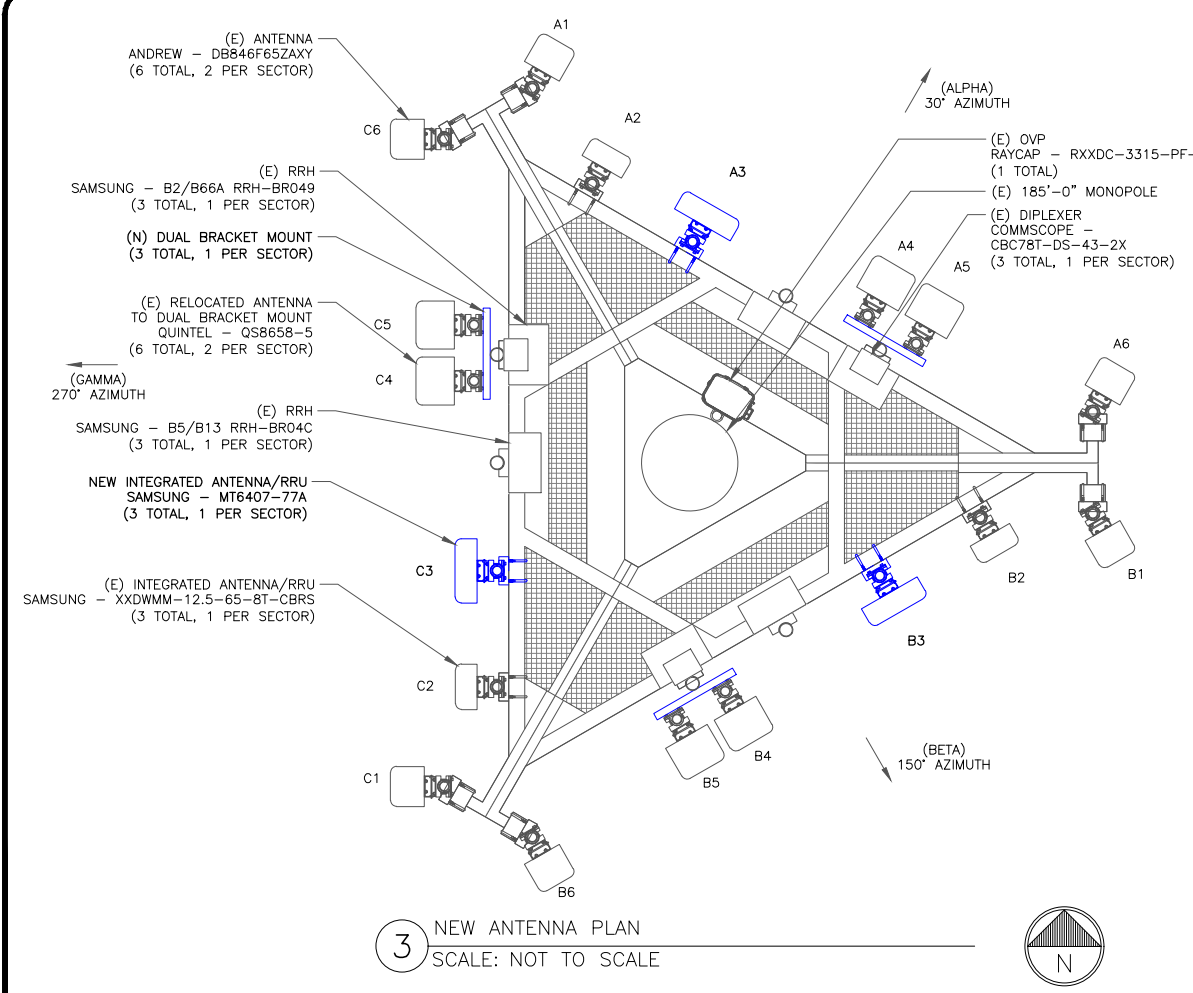 A1
(E) ANTENNA
ANDREW – DB846F65ZAXY
(6 TOTAL, 2 PER SECTOR)
C6
A2
(ALPHA)
30° AZIMUTH
(E) OVP
RAYCAP – RXXDC-3315-PF-
(1 TOTAL)
(E) RRH
SAMSUNG – B2/B66A RRH-BR049
(3 TOTAL, 1 PER SECTOR)
A3
(E) 185'-0" MONOPOLE
(E) DIPLEXER
COMMSCOPE –
CBC78T-DS-43-2X
(3 TOTAL, 1 PER SECTOR)
(N) DUAL BRACKET MOUNT
(3 TOTAL, 1 PER SECTOR)
A4
A5
(E) RELOCATED ANTENNA
TO DUAL BRACKET MOUNT
QUINTEL – QS8658-5
(6 TOTAL, 2 PER SECTOR)
C5
C4
A6
(GAMMA)
270° AZIMUTH
(E) RRH
SAMSUNG – B5/B13 RRH-BR04C
(3 TOTAL, 1 PER SECTOR)
NEW INTEGRATED ANTENNA/RRU
SAMSUNG – MT6407-77A
(3 TOTAL, 1 PER SECTOR)
C3
B2
B1
(E) INTEGRATED ANTENNA/RRU
SAMSUNG – XXDWMM-12.5-65-8T-CBRS
(3 TOTAL, 1 PER SECTOR)
B3
C2
B4
B5
(BETA)
150° AZIMUTH
C1
B6
3
NEW ANTENNA PLAN
SCALE: NOT TO SCALE
N